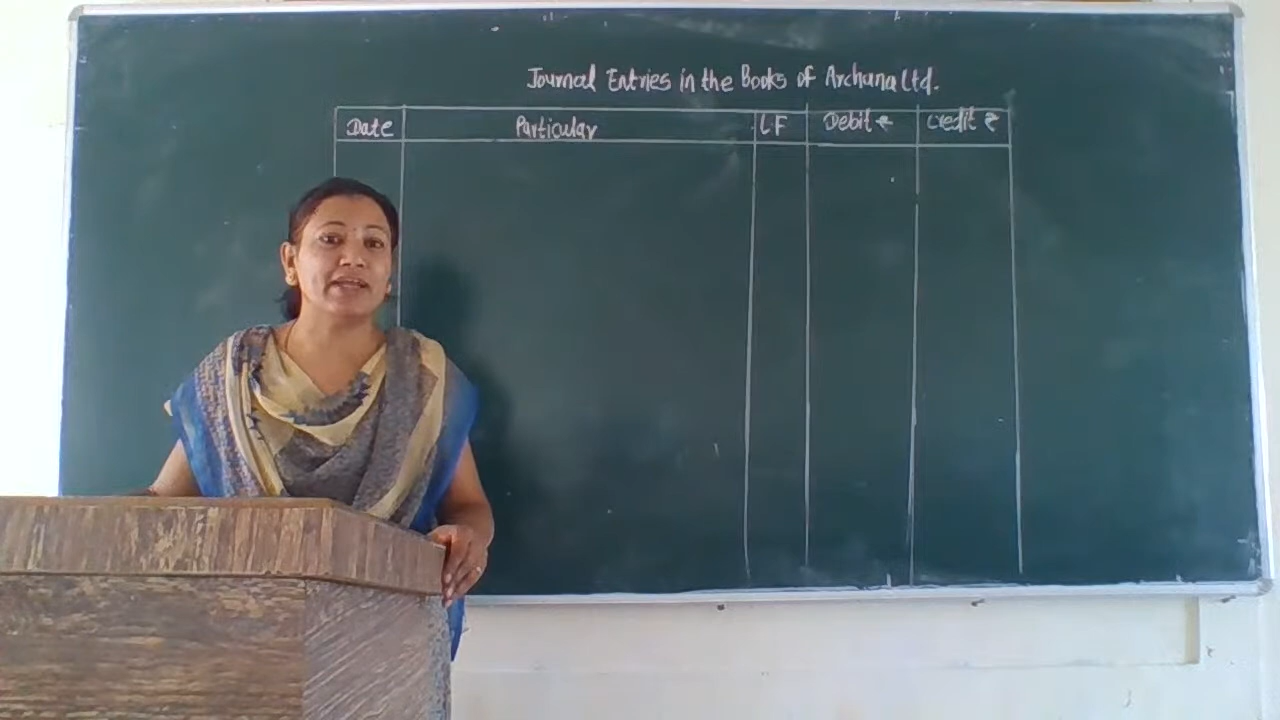 Journal Entries in the Books of Archana Ltd.
Date Particular L.F Debit ₹ Credit ₹